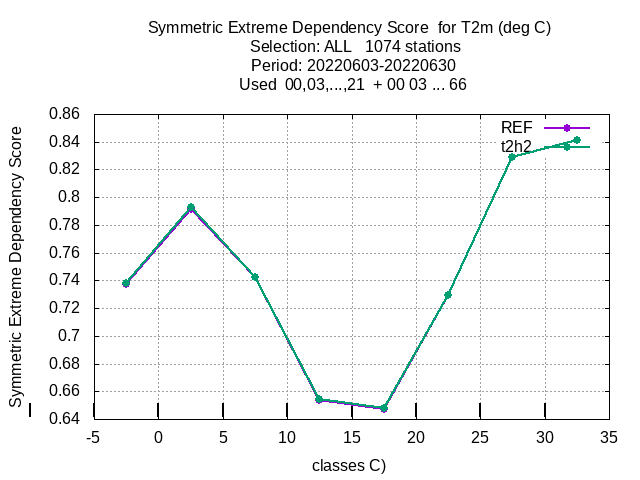 Symmetric Extreme Dependency Score  for T2m (deg C)
Selection: ALL   1074 stations
Period: 20220603-20220630
Used  00,03,...,21  + 00 03 ... 66
REF
t2h2
Symmetric Extreme Dependency Score
0.86
0.84
0.82
0.8
0.78
0.76
0.74
0.72
0.7
0.68
0.66
0.64
-5 0 5 10 15 20 25 30 35
classes C)